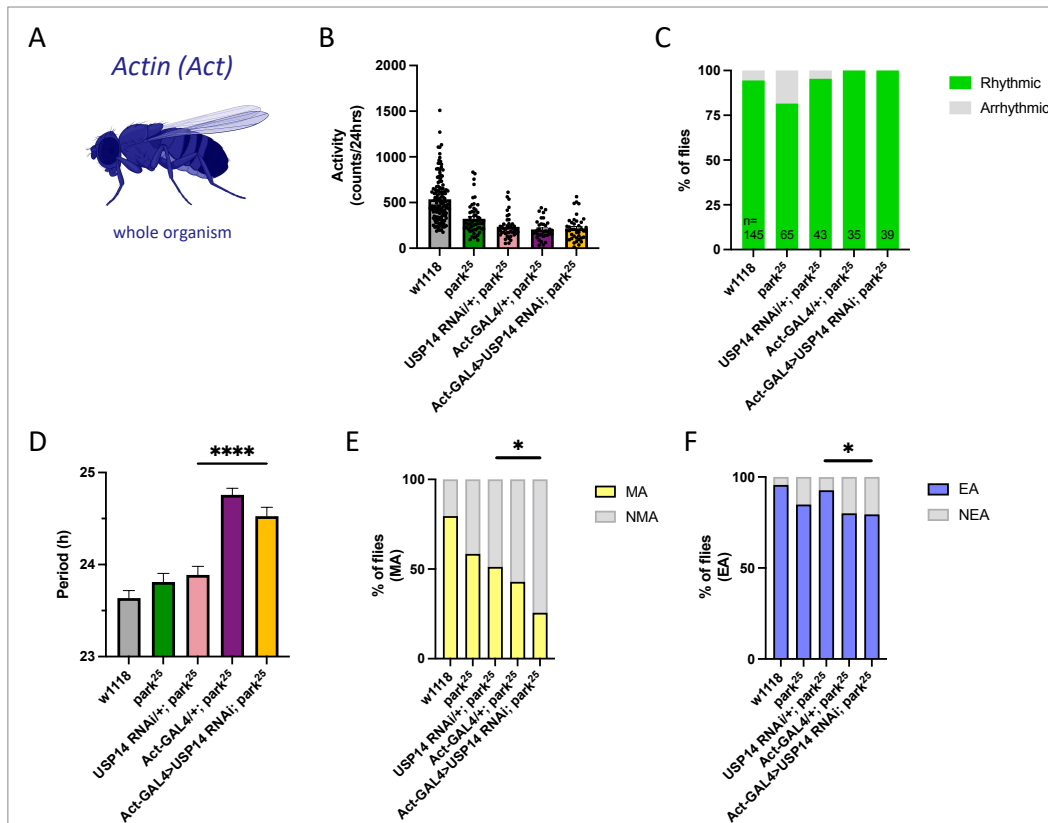 A
Actin (Act)
whole organism
B
Activity
(counts/24hrs)
2000
1500
1000
500
0
w1118
park²⁵
USP14 RNAi/+; park²⁵
Act-GAL4/+; park²⁵
Act-GAL4>USP14 RNAi; park²⁵
C
% of flies
100
75
50
25
0
n=
145
65
43
35
39
Rhythmic
Arrhythmic
w1118
park²⁵
USP14 RNAi/+; park²⁵
Act-GAL4/+; park²⁵
Act-GAL4>USP14 RNAi; park²⁵
D
Period (h)
25
24
23
****
w1118
park²⁵
USP14 RNAi/+; park²⁵
Act-GAL4/+; park²⁵
Act-GAL4>USP14 RNAi; park²⁵
E
% of flies
(MA)
100
50
0
*
MA
NMA
w1118
park²⁵
USP14 RNAi/+; park²⁵
Act-GAL4/+; park²⁵
Act-GAL4>USP14 RNAi; park²⁵
F
% of flies
(EA)
100
50
0
*
EA
NEA
w1118
park²⁵
USP14 RNAi/+; park²⁵
Act-GAL4/+; park²⁵
Act-GAL4>USP14 RNAi; park²⁵